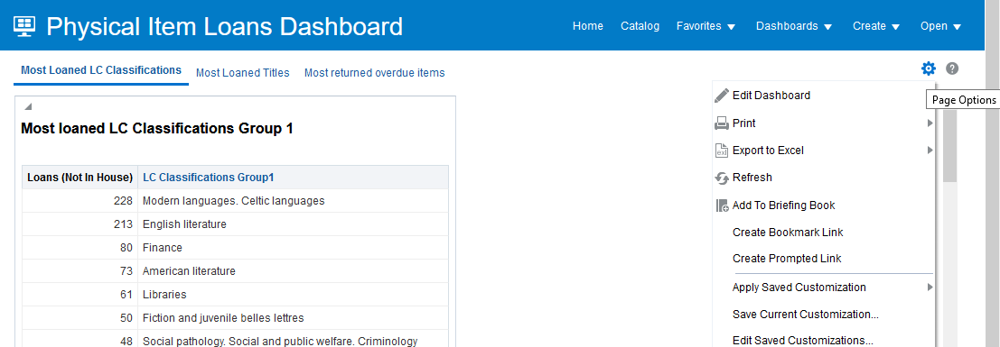 Physical Item Loans Dashboard
Home Catalog Favorites Dashboards Create Open
Most Loaned LC Classifications Most Loaned Titles Most returned overdue items
Most loaned LC Classifications Group 1
Loans (Not In House) LC Classifications Group1
228 Modern languages. Celtic languages
213 English literature
80 Finance
73 American literature
61 Libraries
50 Fiction and juvenile belles lettres
48 Social pathology. Social and public welfare. Criminology
Page Options
Edit Dashboard
Print
Export to Excel
Refresh
Add To Briefing Book
Create Bookmark Link
Create Prompted Link
Apply Saved Customization
Save Current Customization...
Edit Saved Customizations...